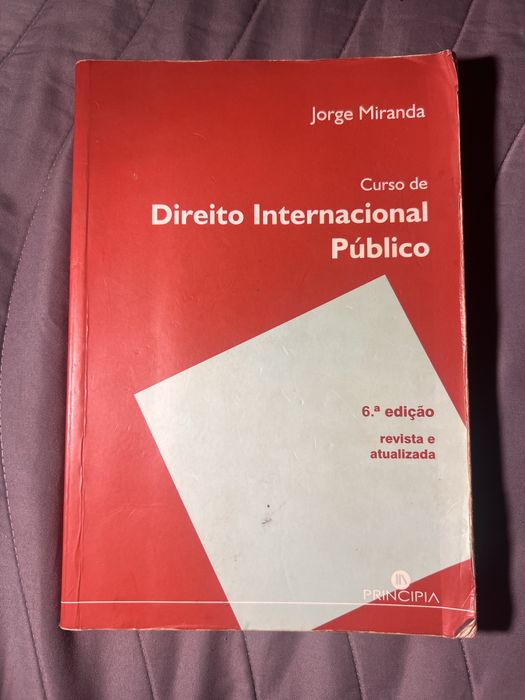 Jorge Miranda
Curso de
Direito Internacional
Público
6.ª edição
revista e
atualizada
PRINCIPIA